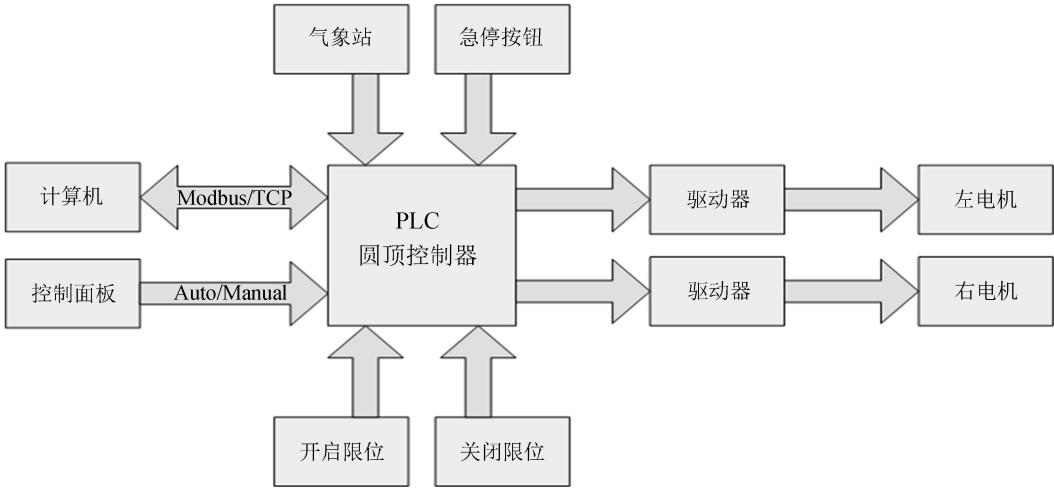 气象站
急停按钮
计算机
Modbus/TCP
PLC
圆顶控制器
驱动器
左电机
控制面板
Auto/Manual
驱动器
右电机
开启限位
关闭限位